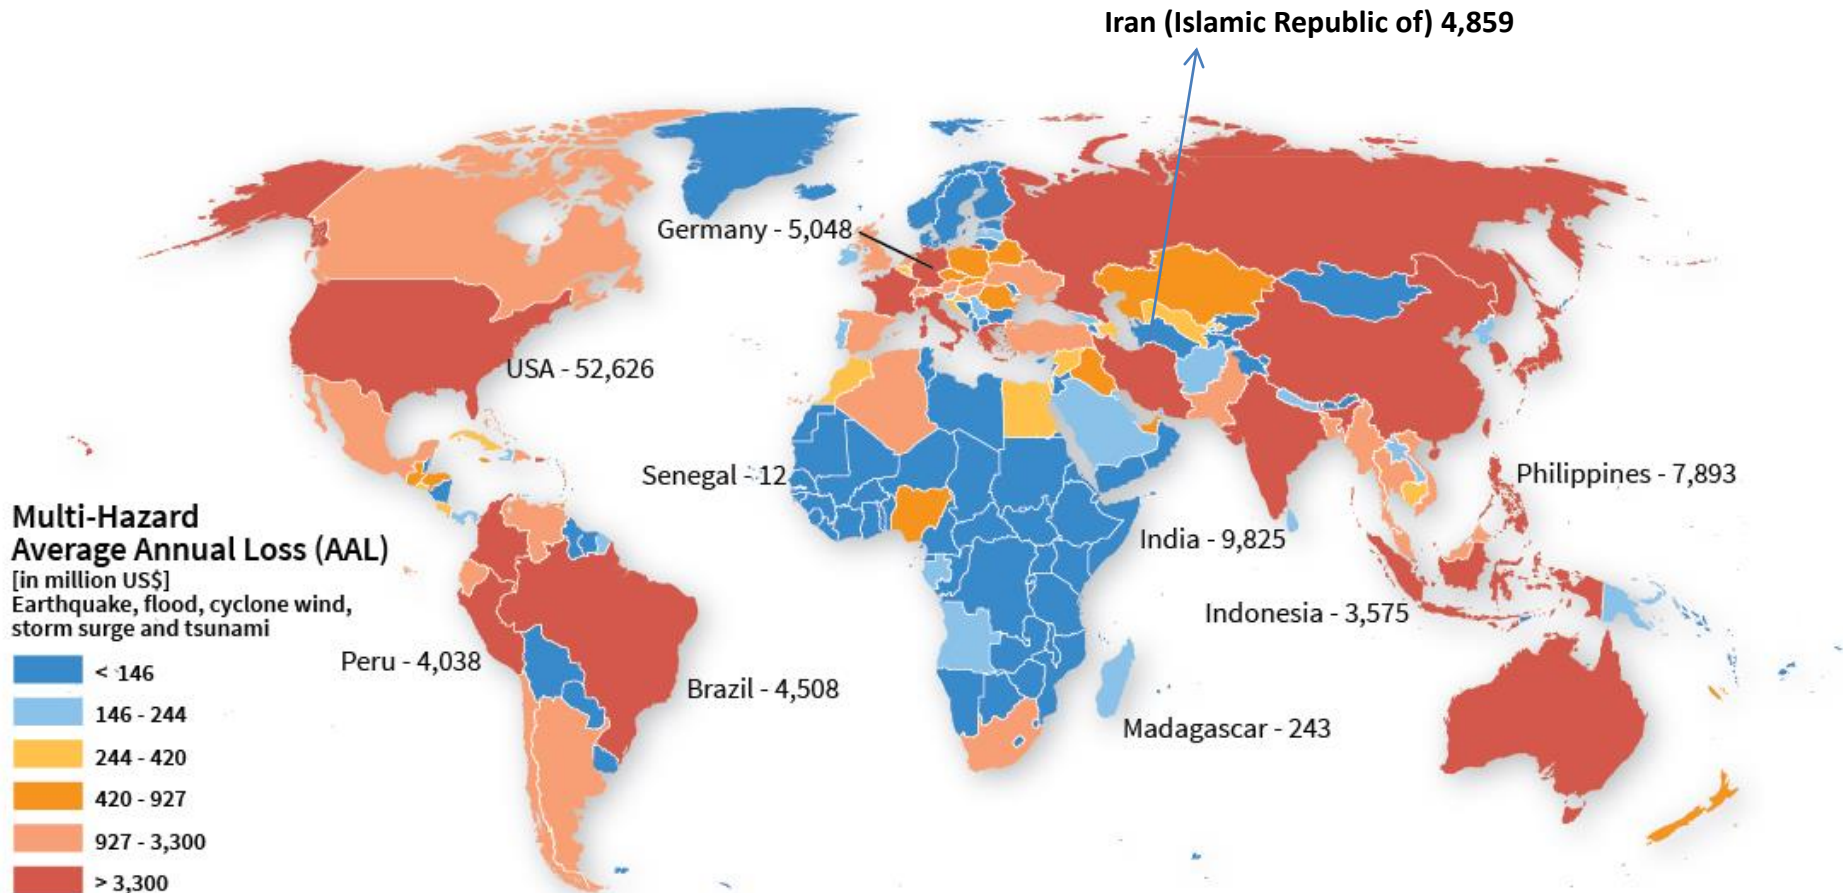 Iran (Islamic Republic of) 4,859
Germany - 5,048
USA - 52,626
Senegal - 12
Philippines - 7,893
India - 9,825
Indonesia - 3,575
Peru - 4,038
Brazil - 4,508
Madagascar - 243
Multi-Hazard
Average Annual Loss (AAL)
[in million US$]
Earthquake, flood, cyclone wind,
storm surge and tsunami
< 146
146 - 244
244 - 420
420 - 927
927 - 3,300
> 3,300